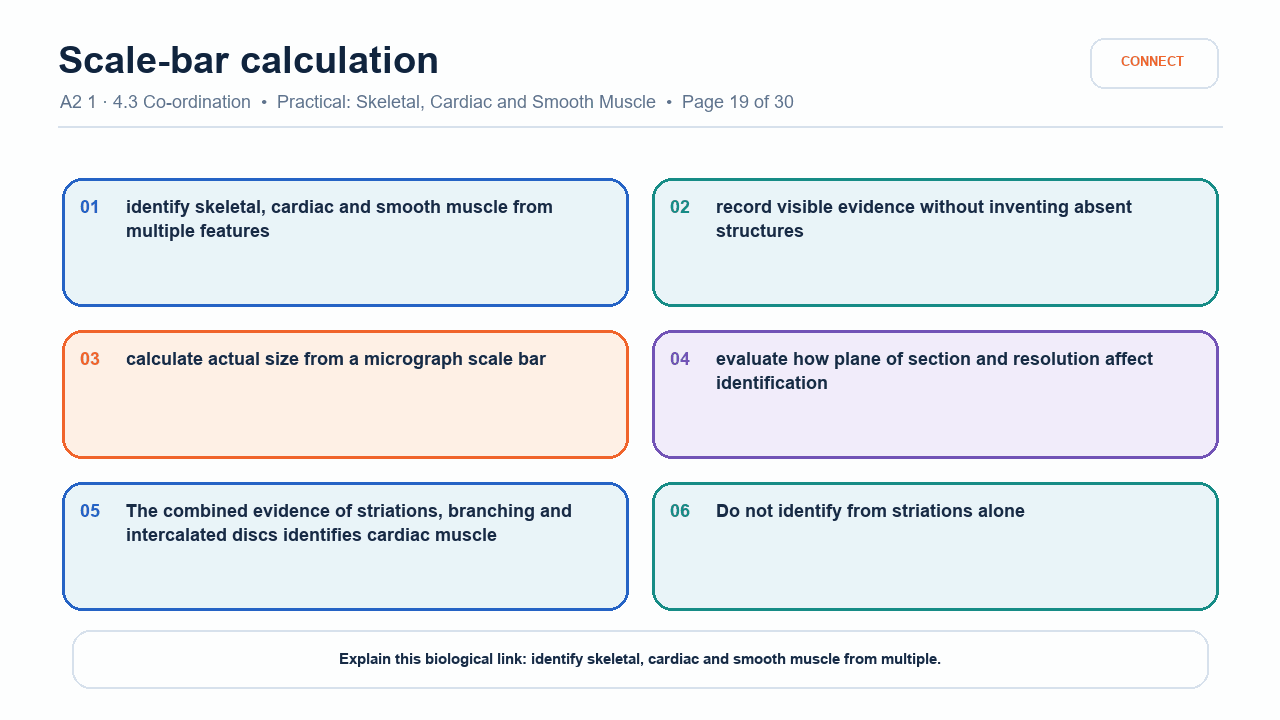 Scale-bar calculation
CONNECT
A2 1 · 4.3 Co-ordination • Practical: Skeletal, Cardiac and Smooth Muscle • Page 19 of 30
01 identify skeletal, cardiac and smooth muscle from
multiple features
02 record visible evidence without inventing absent
structures
03 calculate actual size from a micrograph scale bar
04 evaluate how plane of section and resolution affect
identification
05 The combined evidence of striations, branching and
intercalated discs identifies cardiac muscle
06 Do not identify from striations alone
Explain this biological link: identify skeletal, cardiac and smooth muscle from multiple.